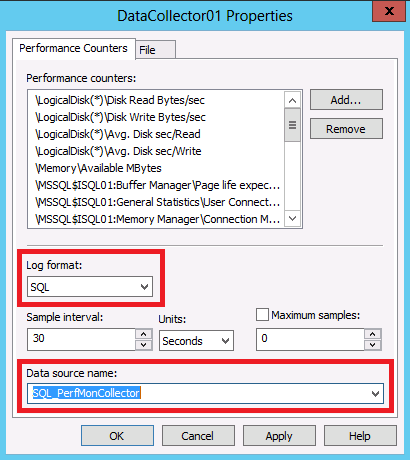 DataCollector01 Properties
x
Performance Counters
File
Performance counters:
\LogicalDisk(*)\Disk Read Bytes/sec
\LogicalDisk(*)\Disk Write Bytes/sec
\LogicalDisk(*)\Avg. Disk sec/Read
\LogicalDisk(*)\Avg. Disk sec/Write
\Memory\Available MBytes
\MSSQL$ISQL01:Buffer Manager\Page life expec...
\MSSQL$ISQL01:General Statistics\User Connect...
\MSSQL$ISQL01:Memory Manager\Connection M...
Add...
Remove
Log format:
SQL
Sample interval:
Units:
Maximum samples:
30
Seconds
0
Data source name:
SQL_PerfMonCollector
OK
Cancel
Apply
Help